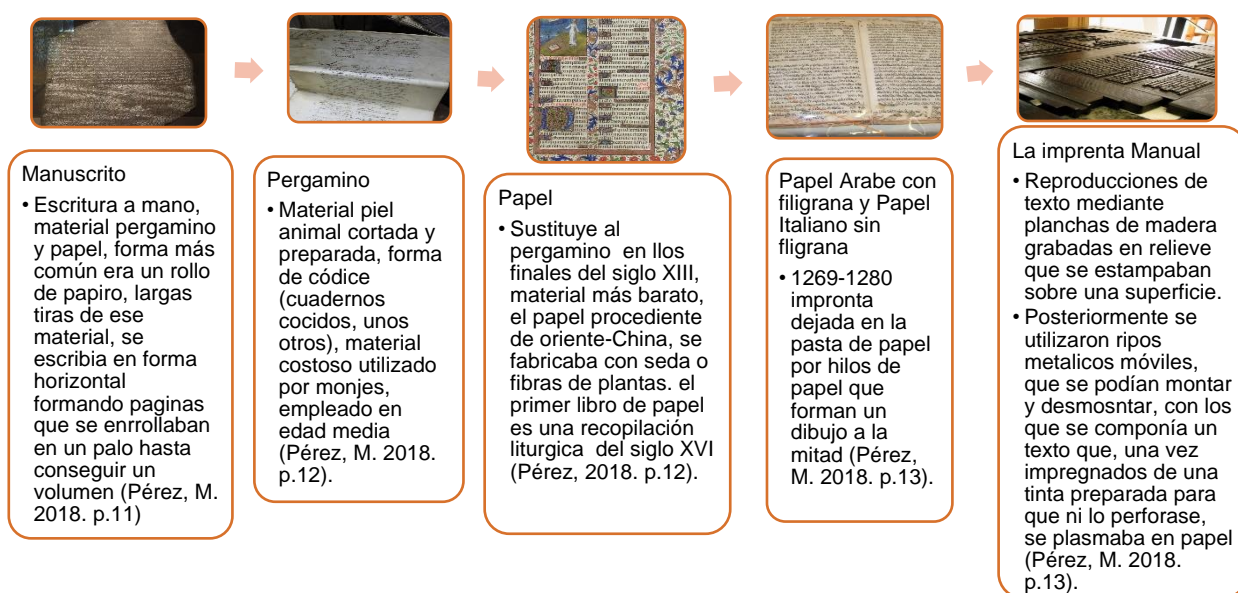 Manuscrito
• Escritura a mano,
material pergamino
y papel, forma más
común era un rollo
de papiro, largas
tiras de ese
material, se
escribia en forma
horizontal
formando paginas
que se enrrollaban
en un palo hasta
conseguir un
volumen (Pérez, M.
2018. p.11)
Pergamino
• Material piel
animal cortada y
preparada, forma
de códice
(cuadernos
cocidos, unos
otros), material
costoso utilizado
por monjes,
empleado en
edad media
(Pérez, M. 2018.
p.12).
Papel
• Sustituye al
pergamino en llos
finales del siglo XIII,
material más barato,
el papel procediente
de oriente-China, se
fabricaba con seda o
fibras de plantas. el
primer libro de papel
es una recopilación
liturgica del siglo XVI
(Pérez, 2018. p.12).
Papel Arabe con
filigrana y Papel
Italiano sin
fligrana
• 1269-1280
impronta
dejada en la
pasta de papel
por hilos de
papel que
forman un
dibujo a la
mitad (Pérez,
M. 2018. p.13).
La imprenta Manual
• Reproducciones de
texto mediante
planchas de madera
grabadas en relieve
que se estampaban
sobre una superficie.
• Posteriormente se
utilizaron ripos
metalicos móviles,
que se podían montar
y desmosntar, con los
que se componía un
texto que, una vez
impregnados de una
tinta preparada para
que ni lo perforase,
se plasmaba en papel
(Pérez, M. 2018.
p.13).